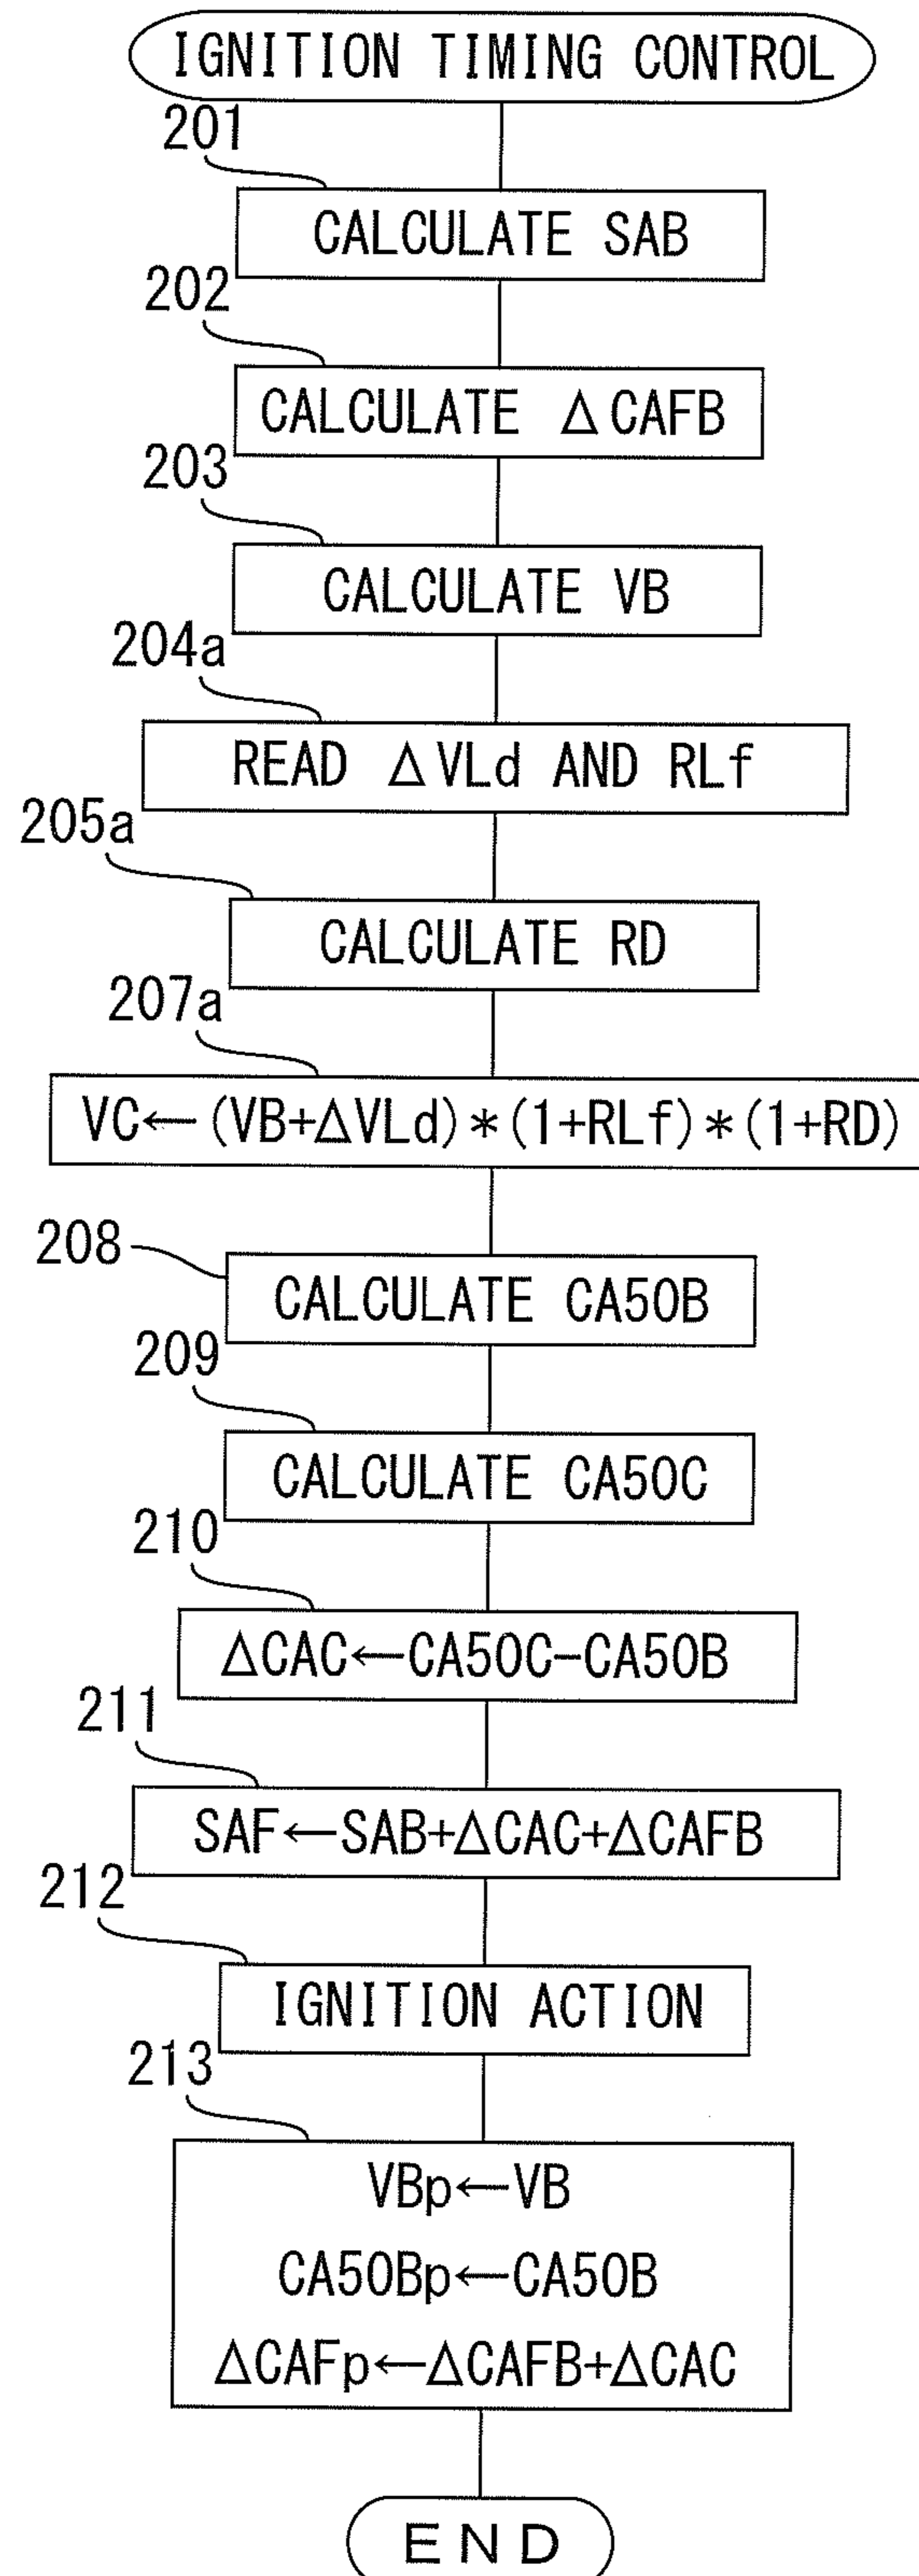 IGNITION TIMING CONTROL
201
CALCULATE SAB
202
CALCULATE ΔCAFB
203
CALCULATE VB
204a
READ ΔVLd AND RLf
205a
CALCULATE RD
207a
VC←(VB+ΔVLd)*(1+RLf)*(1+RD)
208
CALCULATE CA50B
209
CALCULATE CA50C
210
ΔCAC←CA50C-CA50B
211
SAF←SAB+ΔCAC+ΔCAFB
212
IGNITION ACTION
213
VBp←VB
CA50Bp←CA50B
ΔCAFp←ΔCAFB+ΔCAC
END